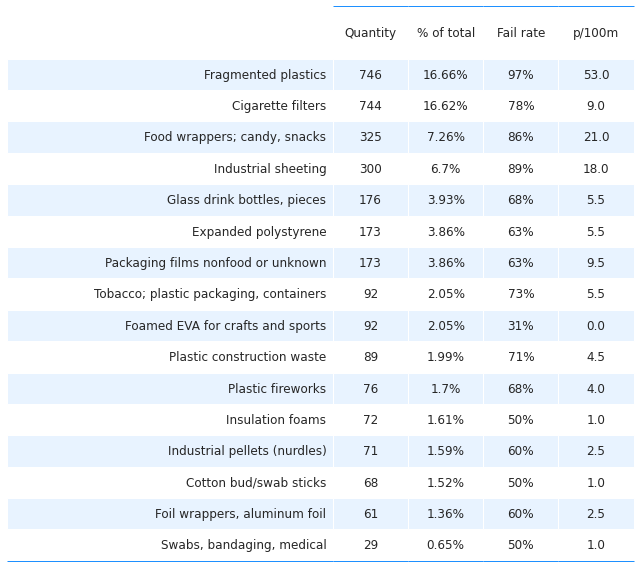 Quantity % of total Fail rate p/100m
Fragmented plastics 746 16.66% 97% 53.0
Cigarette filters 744 16.62% 78% 9.0
Food wrappers; candy, snacks 325 7.26% 86% 21.0
Industrial sheeting 300 6.7% 89% 18.0
Glass drink bottles, pieces 176 3.93% 68% 5.5
Expanded polystyrene 173 3.86% 63% 5.5
Packaging films nonfood or unknown 173 3.86% 63% 9.5
Tobacco; plastic packaging, containers 92 2.05% 73% 5.5
Foamed EVA for crafts and sports 92 2.05% 31% 0.0
Plastic construction waste 89 1.99% 71% 4.5
Plastic fireworks 76 1.7% 68% 4.0
Insulation foams 72 1.61% 50% 1.0
Industrial pellets (nurdles) 71 1.59% 60% 2.5
Cotton bud/swab sticks 68 1.52% 50% 1.0
Foil wrappers, aluminum foil 61 1.36% 60% 2.5
Swabs, bandaging, medical 29 0.65% 50% 1.0